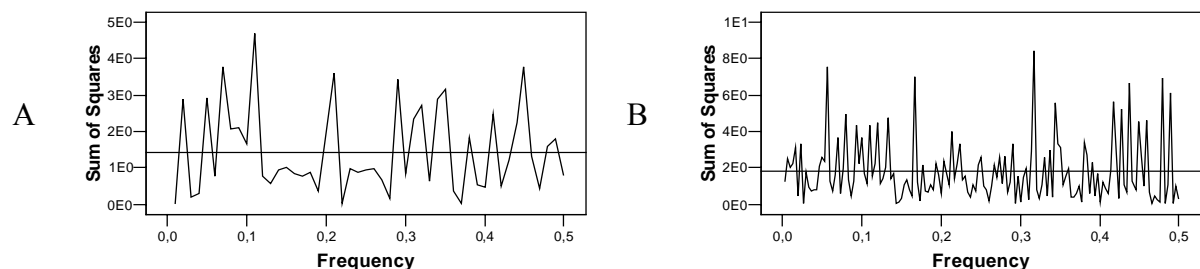 A
Sum of Squares
5E0
4E0
3E0
2E0
1E0
0E0
0,0 0,1 0,2 0,3 0,4 0,5
Frequency
B
Sum of Squares
1E1
8E0
6E0
4E0
2E0
0E0
0,0 0,1 0,2 0,3 0,4 0,5
Frequency